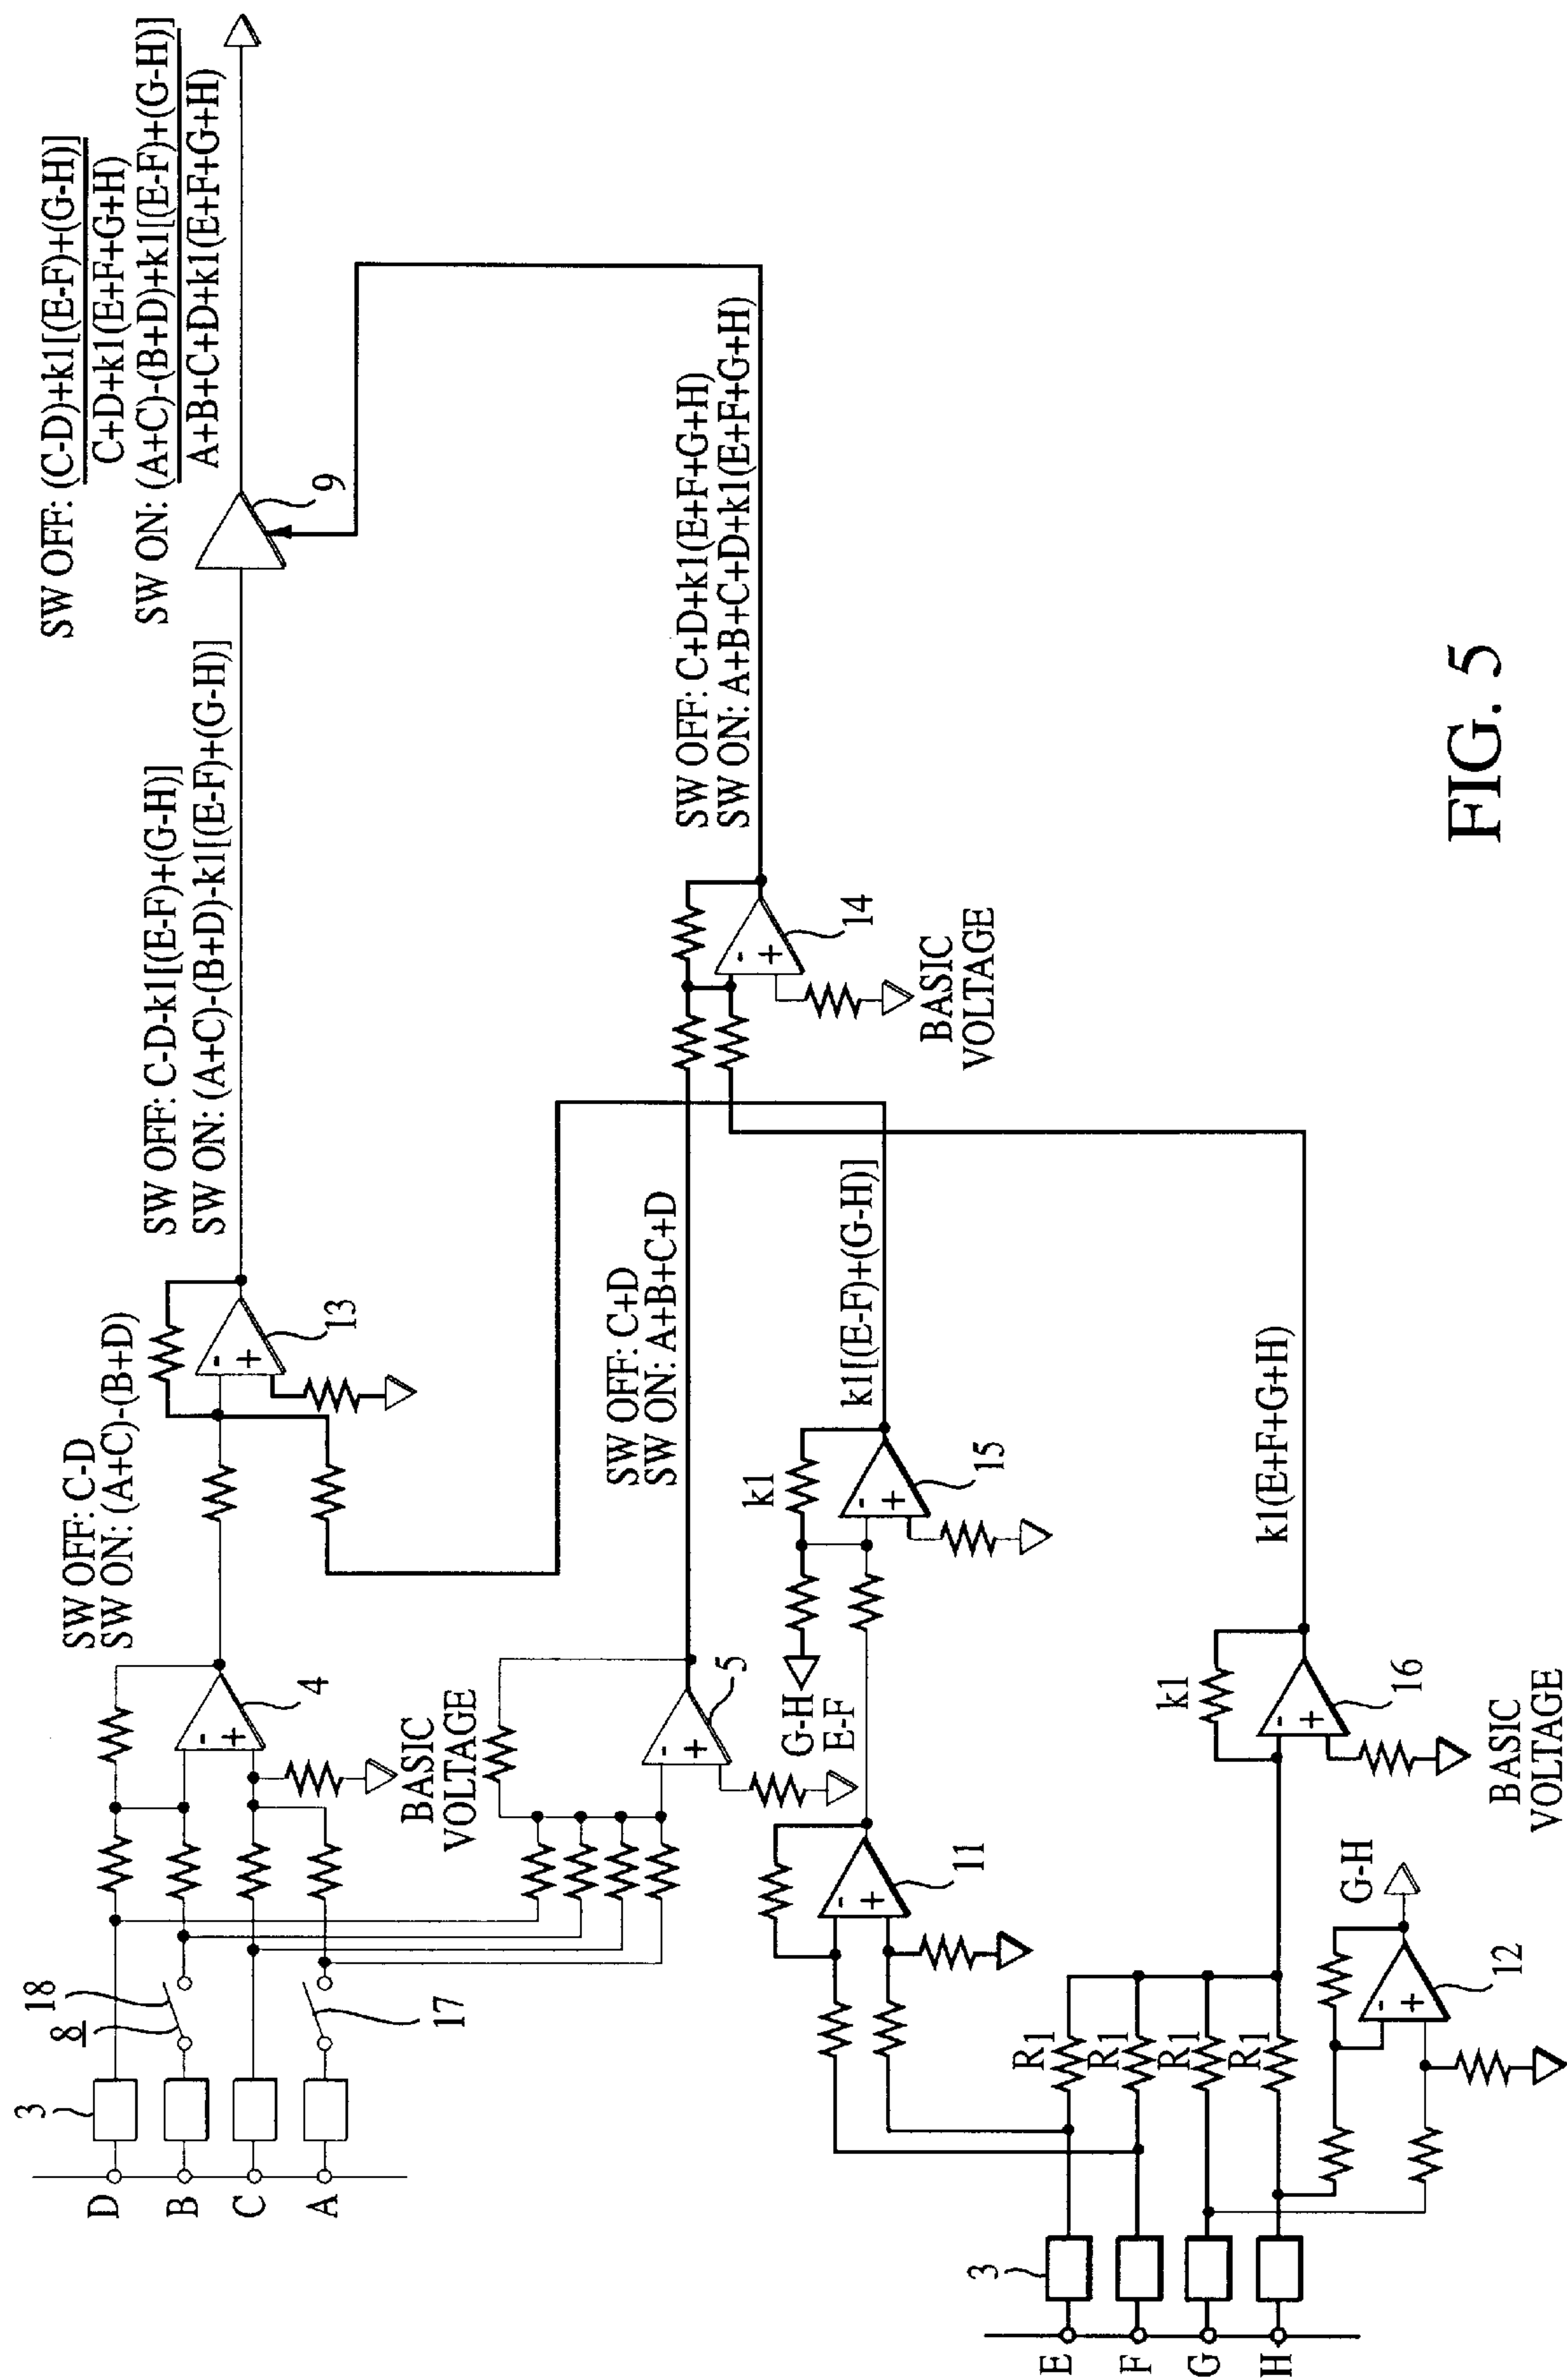 SW OFF: (C-D)+k1[(E-F)+(G-H)]
C+D+k1(E+F+G+H)
SW ON: (A+C)-(B+D)+k1[(E-F)+(G-H)]
A+B+C+D+k1(E+F+G+H)
9
SW OFF: C-D-k1[(E-F)+(G-H)]
SW ON: (A+C)-(B+D)-k1[(E-F)+(G-H)]
SW OFF: C+D+k1(E+F+G+H)
SW ON: A+B+C+D+k1(E+F+G+H)
- +
14
BASIC
VOLTAGE
- +
13
SW OFF: C-D
SW ON: (A+C)-(B+D)
SW OFF: C+D
SW ON: A+B+C+D
k1[(E-F)+(G-H)]
k1
- +
15
k1(E+F+G+H)
- +
4
BASIC
VOLTAGE
- +
5
G-H
E-F
k1
- +
16
BASIC
VOLTAGE
- +
11
G-H
- +
12
18
8
17
3
D
B
C
A
R1
R1
R1
R1
3
E
F
G
H
FIG. 5